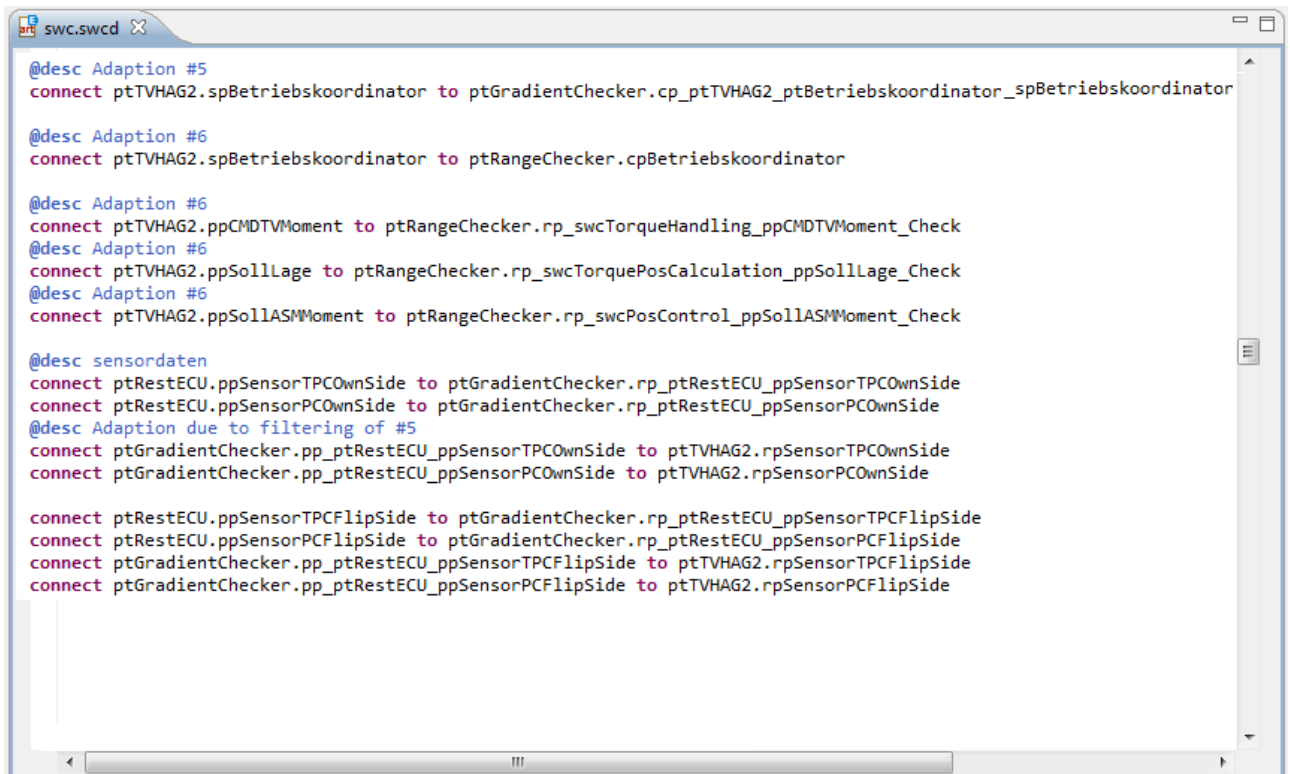 swc.swcd
@desc Adaption #5
connect ptTVHAG2.spBetriebskoordinator to ptGradientChecker.cp_ptTVHAG2_ptBetriebskoordinator_spBetriebskoordinator
@desc Adaption #6
connect ptTVHAG2.spBetriebskoordinator to ptRangeChecker.cpBetriebskoordinator
@desc Adaption #6
connect ptTVHAG2.ppCMDTVMoment to ptRangeChecker.rp_swcTorqueHandling_ppCMDTVMoment_Check
@desc Adaption #6
connect ptTVHAG2.ppSollLage to ptRangeChecker.rp_swcTorquePosCalculation_ppSollLage_Check
@desc Adaption #6
connect ptTVHAG2.ppSollASMMoment to ptRangeChecker.rp_swcPosControl_ppSollASMMoment_Check
@desc sensordaten
connect ptRestECU.ppSensorTPCOwnSide to ptGradientChecker.rp_ptRestECU_ppSensorTPCOwnSide
connect ptRestECU.ppSensorPCOwnSide to ptGradientChecker.rp_ptRestECU_ppSensorPCOwnSide
@desc Adaption due to filtering of #5
connect ptGradientChecker.pp_ptRestECU_ppSensorTPCOwnSide to ptTVHAG2.rpSensorTPCOwnSide
connect ptGradientChecker.pp_ptRestECU_ppSensorPCOwnSide to ptTVHAG2.rpSensorPCOwnSide
connect ptRestECU.ppSensorTPCFlipSide to ptGradientChecker.rp_ptRestECU_ppSensorTPCFlipSide
connect ptRestECU.ppSensorPCFlipSide to ptGradientChecker.rp_ptRestECU_ppSensorPCFlipSide
connect ptGradientChecker.pp_ptRestECU_ppSensorTPCFlipSide to ptTVHAG2.rpSensorTPCFlipSide
connect ptGradientChecker.pp_ptRestECU_ppSensorPCFlipSide to ptTVHAG2.rpSensorPCFlipSide